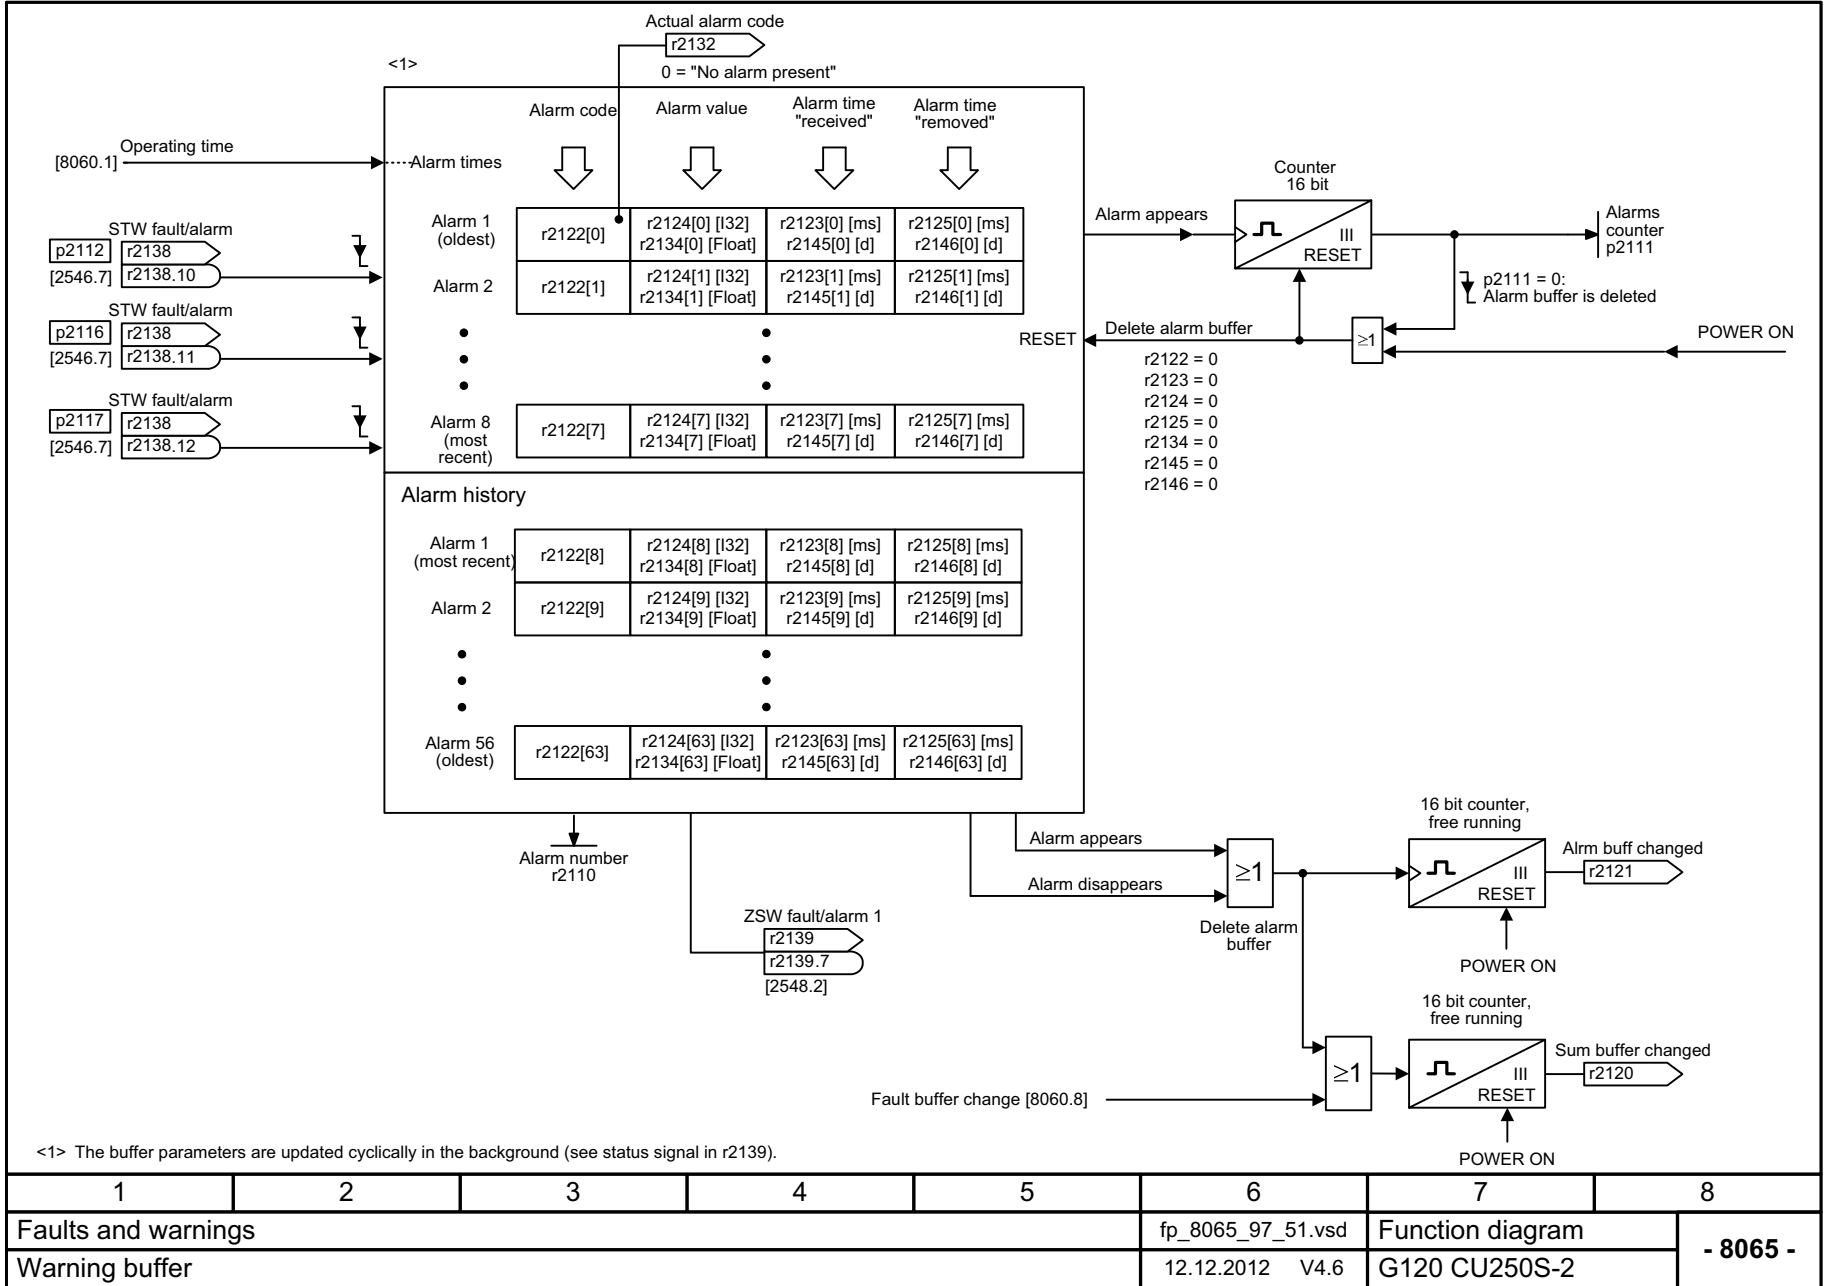 Actual alarm code
r2132
0 = "No alarm present"
<1>
Alarm code
Alarm value
Alarm time
"received"
Alarm time
"removed"
Operating time
[8060.1]
Alarm times
STW fault/alarm
p2112
r2138
[2546.7]
r2138.10
STW fault/alarm
p2116
r2138
[2546.7]
r2138.11
STW fault/alarm
p2117
r2138
[2546.7]
r2138.12
Alarm 1
(oldest)
r2122[0]
r2124[0] [I32]
r2134[0] [Float]
r2123[0] [ms]
r2145[0] [d]
r2125[0] [ms]
r2146[0] [d]
Alarm 2
r2122[1]
r2124[1] [I32]
r2134[1] [Float]
r2123[1] [ms]
r2145[1] [d]
r2125[1] [ms]
r2146[1] [d]
Alarm 8
(most
recent)
r2122[7]
r2124[7] [I32]
r2134[7] [Float]
r2123[7] [ms]
r2145[7] [d]
r2125[7] [ms]
r2146[7] [d]
RESET
Alarm appears
Counter
16 bit
III
RESET
Alarms
counter
p2111
p2111 = 0:
Alarm buffer is deleted
≥1
POWER ON
Delete alarm buffer
r2122 = 0
r2123 = 0
r2124 = 0
r2125 = 0
r2134 = 0
r2145 = 0
r2146 = 0
Alarm history
Alarm 1
(most recent)
r2122[8]
r2124[8] [I32]
r2134[8] [Float]
r2123[8] [ms]
r2145[8] [d]
r2125[8] [ms]
r2146[8] [d]
Alarm 2
r2122[9]
r2124[9] [I32]
r2134[9] [Float]
r2123[9] [ms]
r2145[9] [d]
r2125[9] [ms]
r2146[9] [d]
Alarm 56
(oldest)
r2122[63]
r2124[63] [I32]
r2134[63] [Float]
r2123[63] [ms]
r2145[63] [d]
r2125[63] [ms]
r2146[63] [d]
Alarm number
r2110
ZSW fault/alarm 1
r2139
r2139.7
[2548.2]
Alarm appears
Alarm disappears
≥1
Delete alarm
buffer
16 bit counter,
free running
III
RESET
Alrm buff changed
r2121
POWER ON
16 bit counter,
free running
≥1
III
RESET
Sum buffer changed
r2120
Fault buffer change [8060.8]
POWER ON
<1> The buffer parameters are updated cyclically in the background (see status signal in r2139).
1 2 3 4 5 6 7 8
Faults and warnings
fp_8065_97_51.vsd
Function diagram
- 8065 -
Warning buffer
12.12.2012 V4.6
G120 CU250S-2